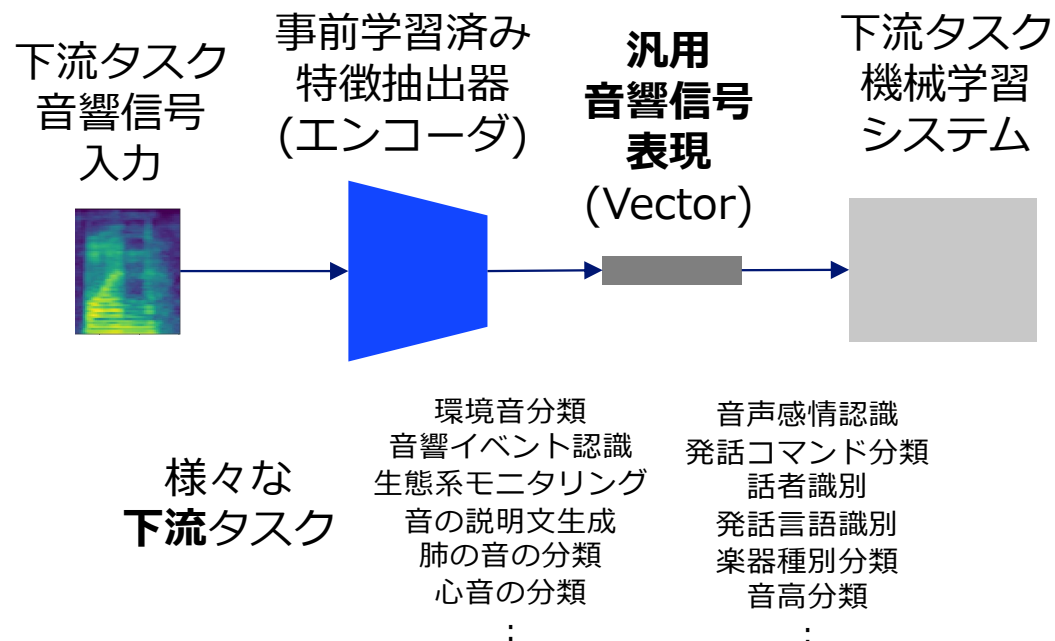 下流タスク
音響信号
入力
事前学習済み
特徴抽出器
(エンコーダ)
汎用
音響信号
表現
(Vector)
下流タスク
機械学習
システム
様々な
下流タスク
環境音分類
音響イベント認識
生態系モニタリング
音の説明文生成
肺の音の分類
心音の分類
:
音声感情認識
発話コマンド分類
話者識別
発話言語識別
楽器種別分類
音高分類
: